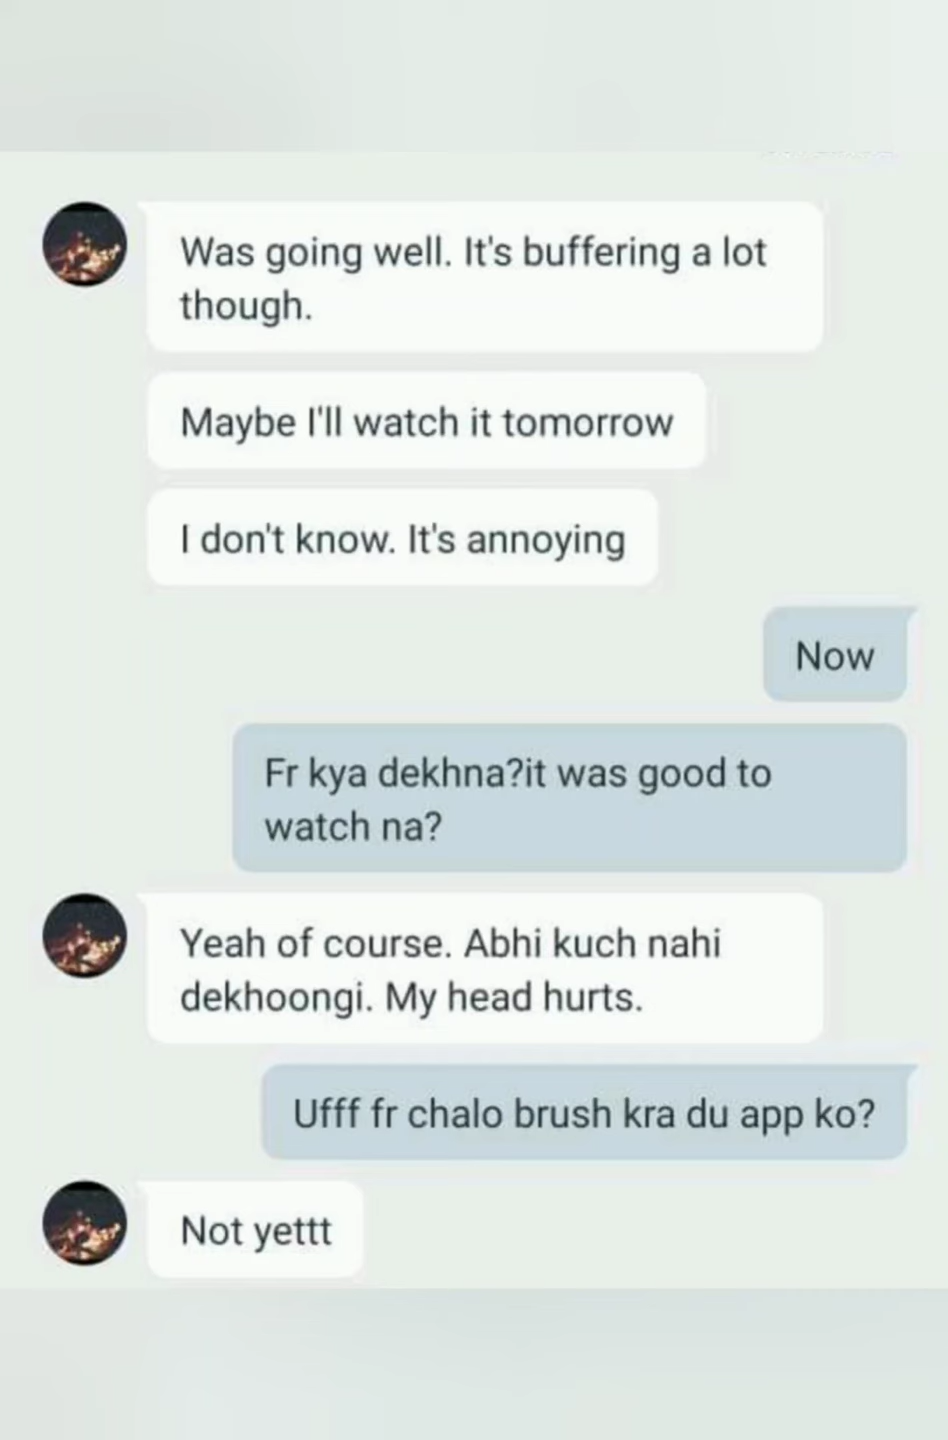 Was going well. It's buffering a lot
though.
Maybe I'll watch it tomorrow
I don't know. It's annoying
Now
Fr kya dekhna?it was good to
watch na?
Yeah of course. Abhi kuch nahi
dekhoongi. My head hurts.
Ufff fr chalo brush kra du app ko?
Not yettt